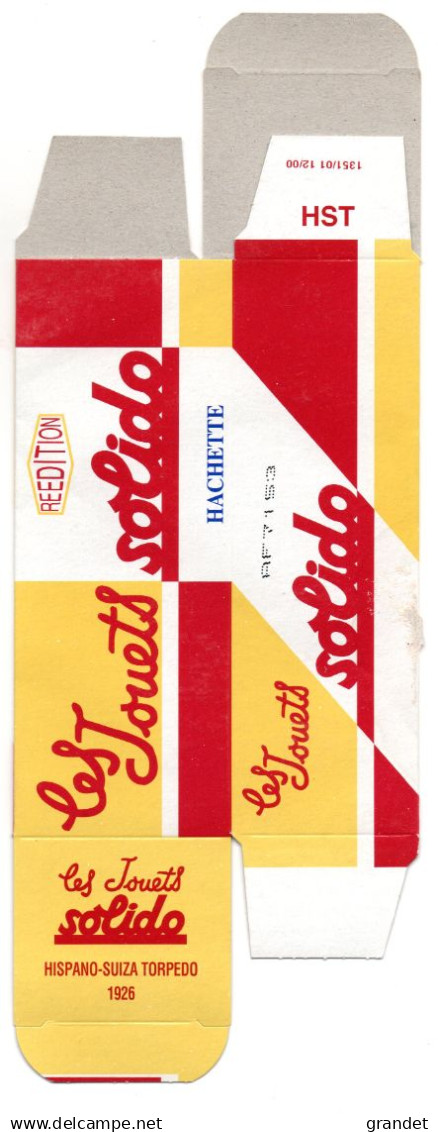 1351/01 12/00
HST
REEDITION
solido
HACHETTE
solido
Les Jouets
Les Jouets
Les Jouets
solido
HISPANO-SUIZA TORPEDO
1926
www.delcampe.net
grandet